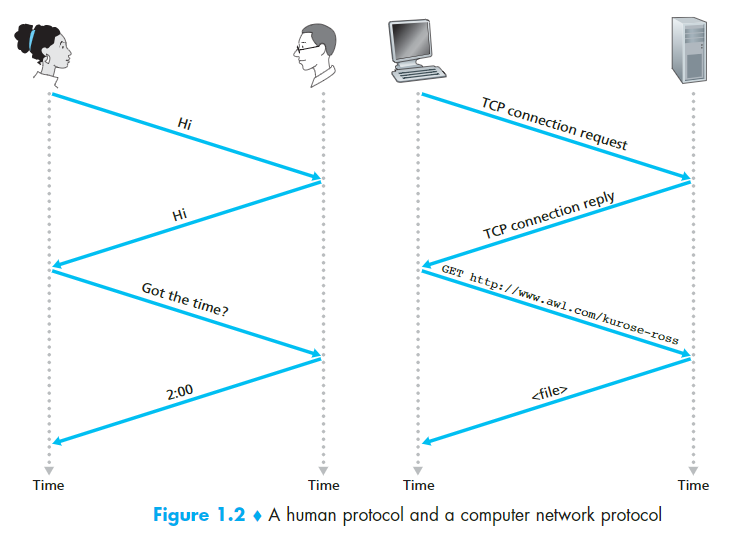 Hi
Hi
Got the time?
2:00
Time
Time
TCP connection request
TCP connection reply
GET http://www.awl.com/kurose-ross
<file>
Time
Time
Figure 1.2 ♦ A human protocol and a computer network protocol